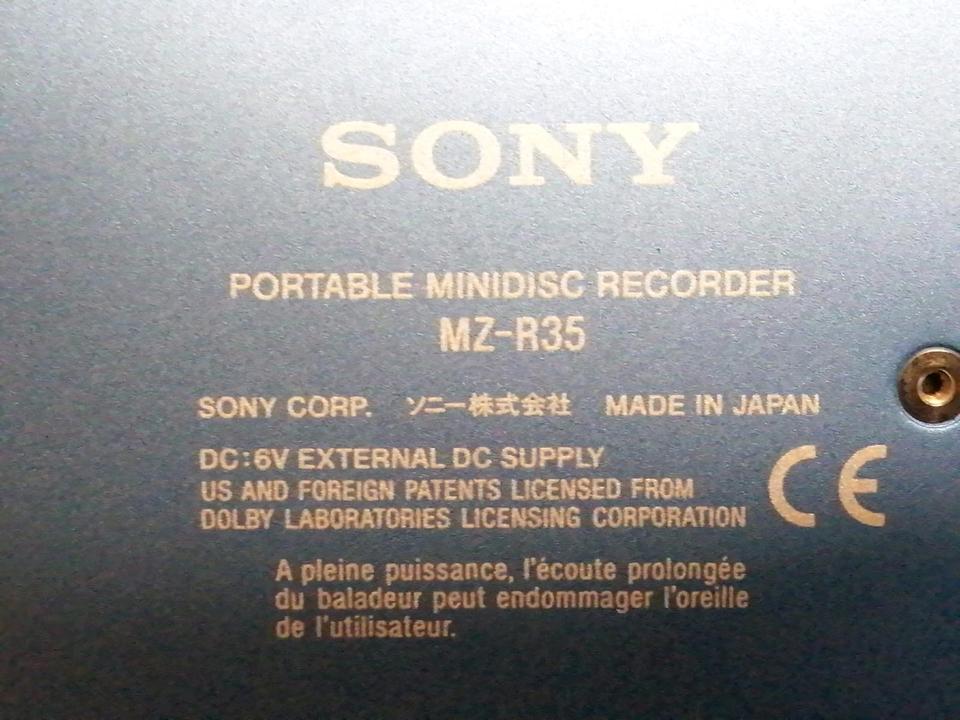 SONY
PORTABLE MINIDISC RECORDER
MZ-R35
SONY CORP. ソニー株式会社 MADE IN JAPAN
DC:6V EXTERNAL DC SUPPLY
US AND FOREIGN PATENTS LICENSED FROM
DOLBY LABORATORIES LICENSING CORPORATION
CE
A pleine puissance, l'écoute prolongée
du baladeur peut endommager l'oreille
de l'utilisateur.